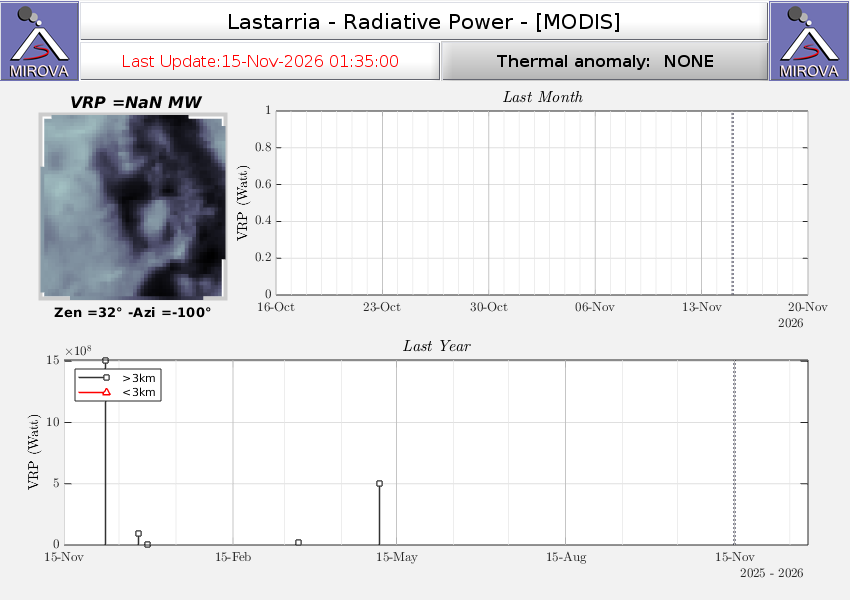 Lastarria - Radiative Power - [MODIS]
MIROVA
Last Update:15-Nov-2026 01:35:00
Thermal anomaly: NONE
MIROVA
VRP =NaN MW
Zen =32° -Azi =-100°
Last Month
VRP (Watt)
1
0.8
0.6
0.4
0.2
0
16-Oct 23-Oct 30-Oct 06-Nov 13-Nov 20-Nov
2026
Last Year
×10⁸
VRP (Watt)
15
10
5
0
>3km
<3km
15-Nov 15-Feb 15-May 15-Aug 15-Nov
2025 - 2026